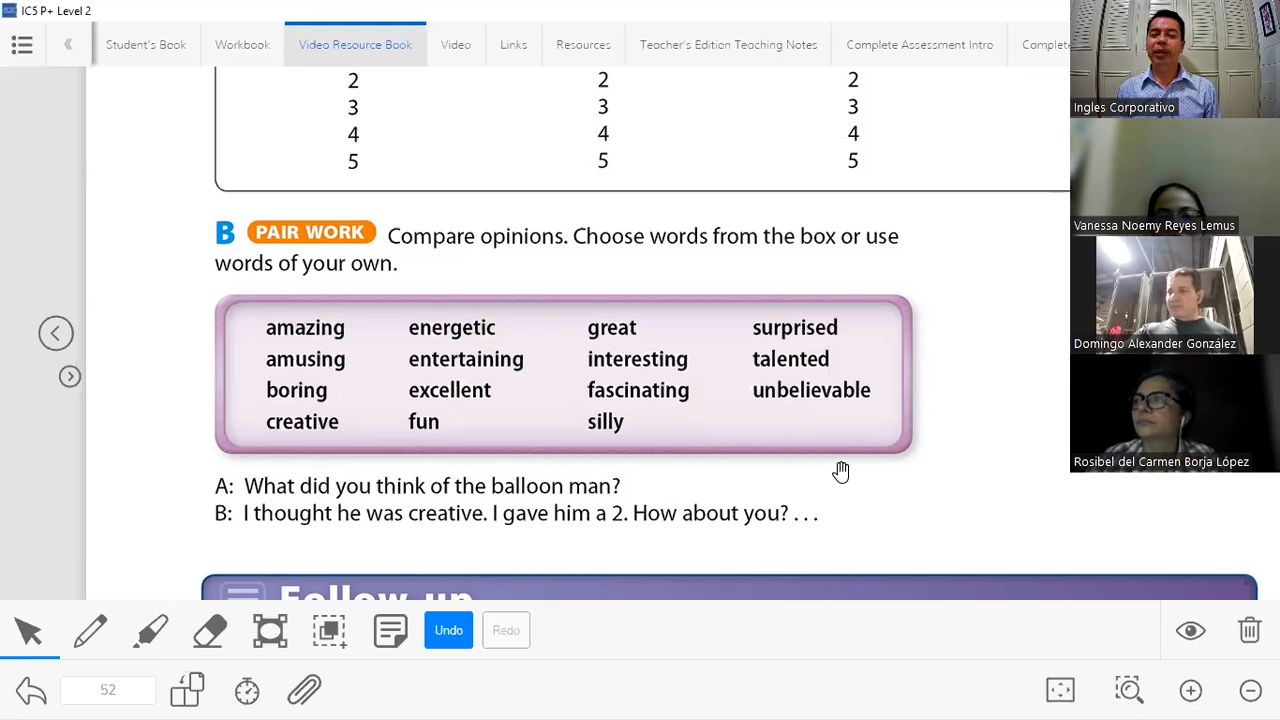 IC5 P+ Level 2
Student's Book Workbook Video Resource Book Video Links Resources Teacher's Edition Teaching Notes Complete Assessment Intro Complete
2 2 2
3 3 3
4 4 4
5 5 5
B PAIR WORK Compare opinions. Choose words from the box or use
words of your own.
amazing energetic great surprised
amusing entertaining interesting talented
boring excellent fascinating unbelievable
creative fun silly
A: What did you think of the balloon man?
B: I thought he was creative. I gave him a 2. How about you? . . .
Follow-up
Undo Redo
52
Ingles Corporativo
Vanessa Noemy Reyes Lemus
Domingo Alexander González
Rosibel del Carmen Borja López